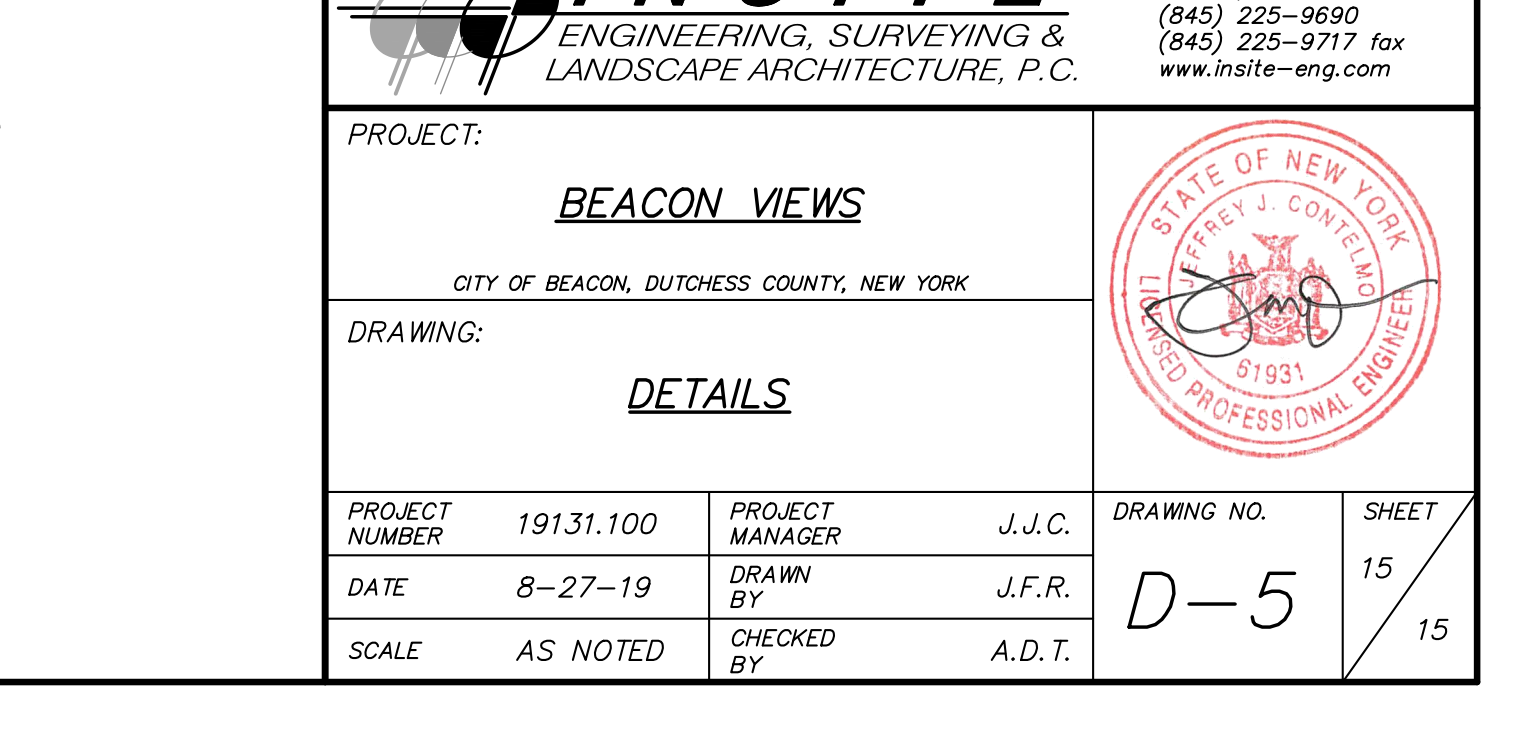 ENGINEERING, SURVEYING &
LANDSCAPE ARCHITECTURE, P.C.
(845) 225-9690
(845) 225-9717 fax
www.insite-eng.com
PROJECT:
BEACON VIEWS
CITY OF BEACON, DUTCHESS COUNTY, NEW YORK
DRAWING:
DETAILS
STATE OF NEW YORK
JEFFREY J. CONTELMO
61931
LICENSED PROFESSIONAL ENGINEER
PROJECT
NUMBER
19131.100
PROJECT
MANAGER
J.J.C.
DATE
8-27-19
DRAWN
BY
J.F.R.
SCALE
AS NOTED
CHECKED
BY
A.D.T.
DRAWING NO.
D-5
SHEET
15
15